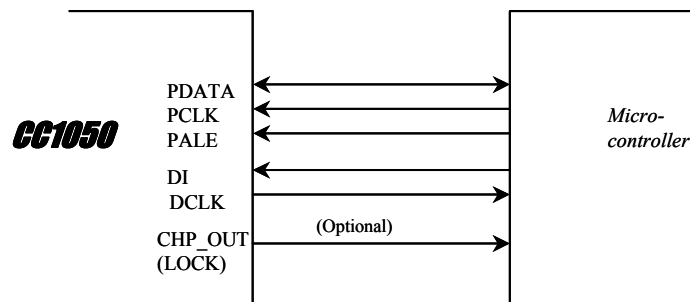 PDATA
PCLK
CC1050
PALE
Micro-
controller
DI
DCLK
(Optional)
CHP_OUT
(LOCK)